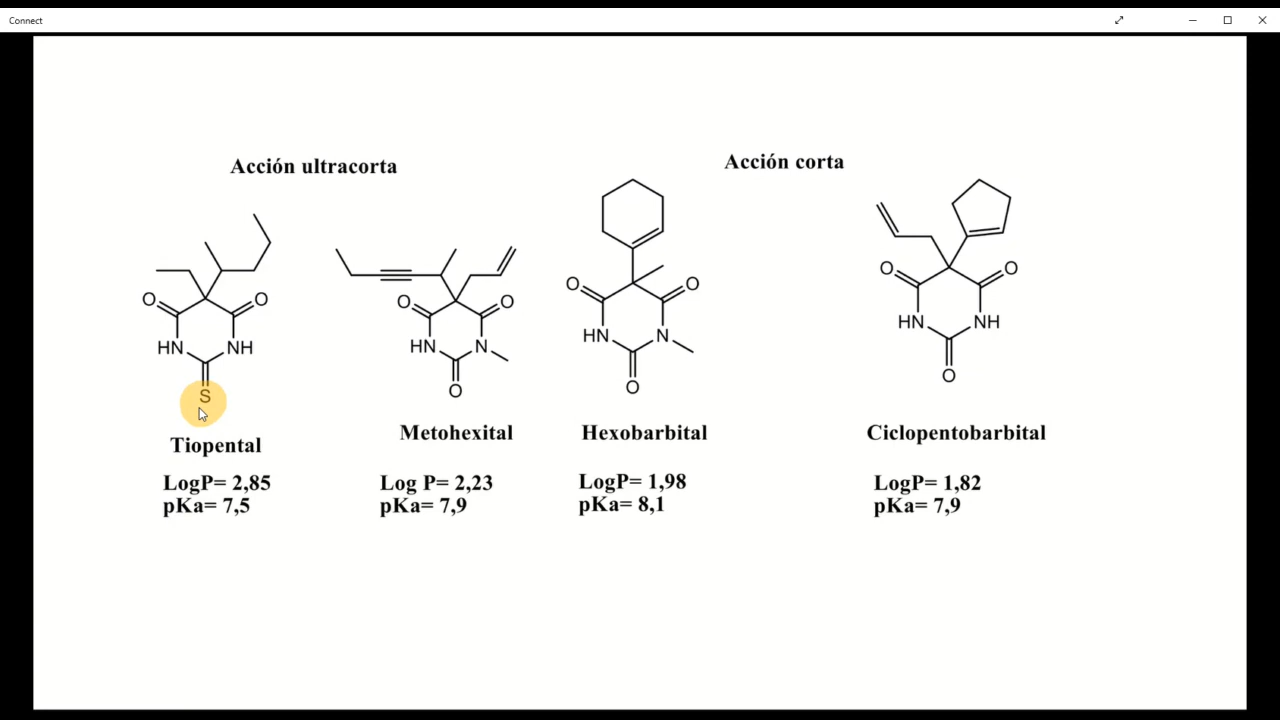 Connect
Acción ultracorta
Acción corta
O
O
HN
NH
S
O
O
HN
N
O
O
O
HN
N
O
O
O
HN
NH
O
Tiopental
LogP= 2,85
pKa= 7,5
Metohexital
Log P= 2,23
pKa= 7,9
Hexobarbital
LogP= 1,98
pKa= 8,1
Ciclopentobarbital
LogP= 1,82
pKa= 7,9